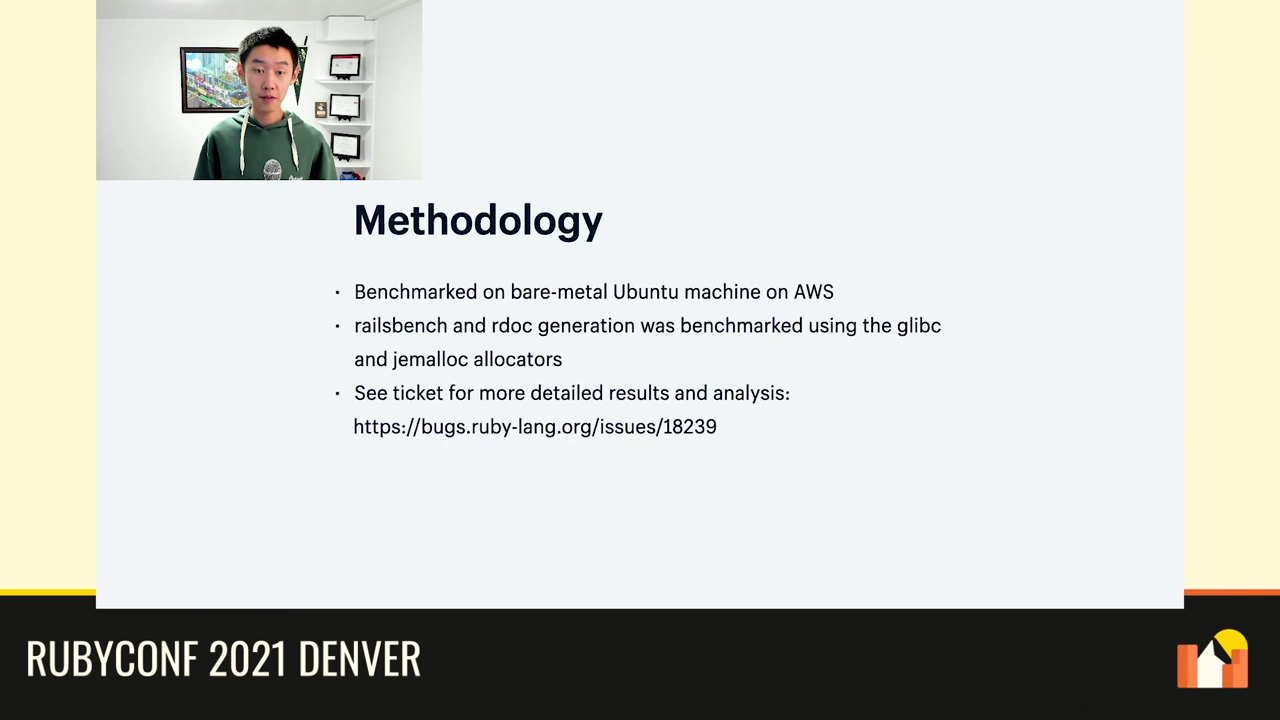 Methodology
• Benchmarked on bare-metal Ubuntu machine on AWS
• railsbench and rdoc generation was benchmarked using the glibc
and jemalloc allocators
• See ticket for more detailed results and analysis:
https://bugs.ruby-lang.org/issues/18239
RUBYCONF 2021 DENVER